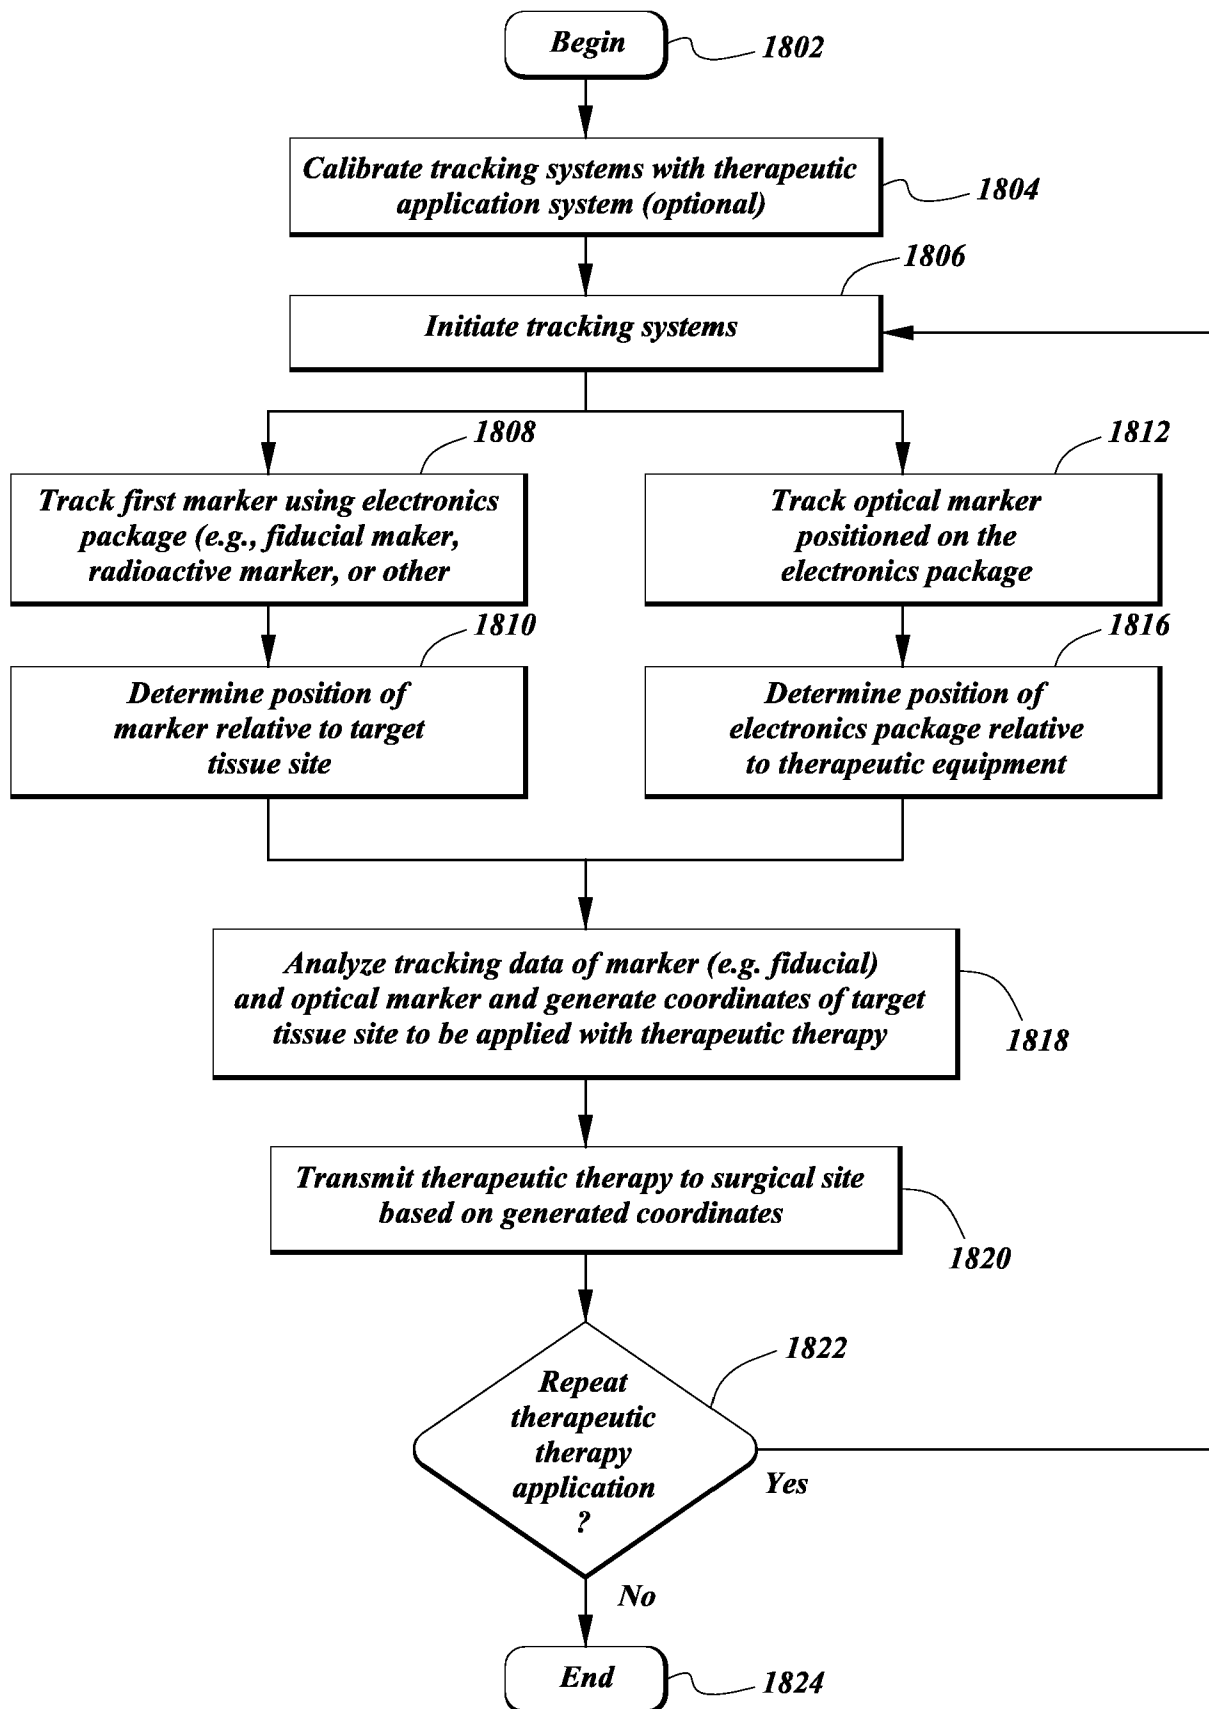 Begin
1802
Calibrate tracking systems with therapeutic
application system (optional)
1804
1806
Initiate tracking systems
1808
Track first marker using electronics
package (e.g., fiducial maker,
radioactive marker, or other
1812
Track optical marker
positioned on the
electronics package
1810
Determine position of
marker relative to target
tissue site
1816
Determine position of
electronics package relative
to therapeutic equipment
Analyze tracking data of marker (e.g. fiducial)
and optical marker and generate coordinates of target
tissue site to be applied with therapeutic therapy
1818
Transmit therapeutic therapy to surgical site
based on generated coordinates
1820
1822
Repeat
therapeutic
therapy
application
?
Yes
No
End
1824